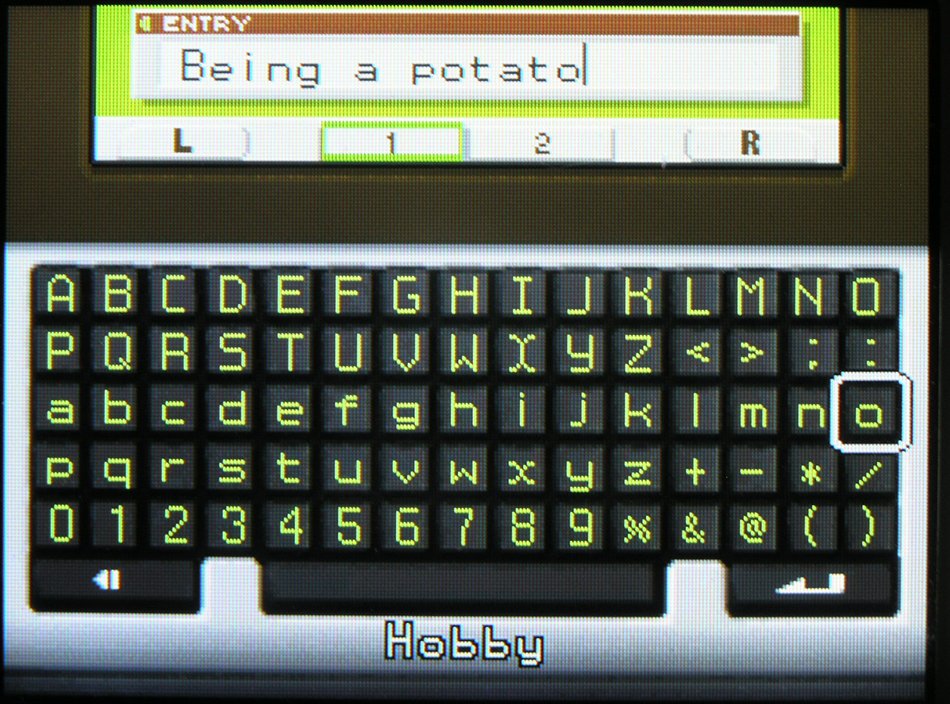 ENTRY
Being a potato
L 1 2 R
A B C D E F G H I J K L M N O
P Q R S T U V W X Y Z < > ; :
a b c d e f g h i j k l m n o
p q r s t u v w x y z + - * /
0 1 2 3 4 5 6 7 8 9 % & @ ( )
Hobby